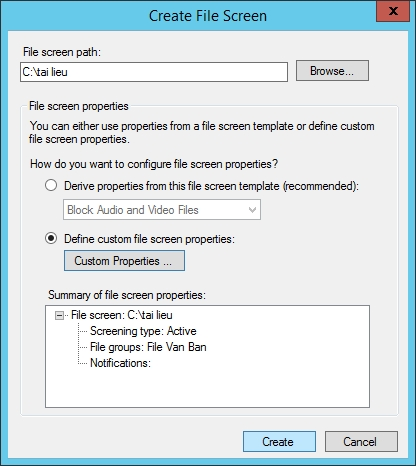 Create File Screen
x
File screen path:
C:\tai lieu
Browse...
File screen properties
You can either use properties from a file screen template or define custom
file screen properties.
How do you want to configure file screen properties?
Derive properties from this file screen template (recommended):
Block Audio and Video Files
Define custom file screen properties:
Custom Properties ...
Summary of file screen properties:
File screen: C:\tai lieu
Screening type: Active
File groups: File Van Ban
Notifications:
Create
Cancel